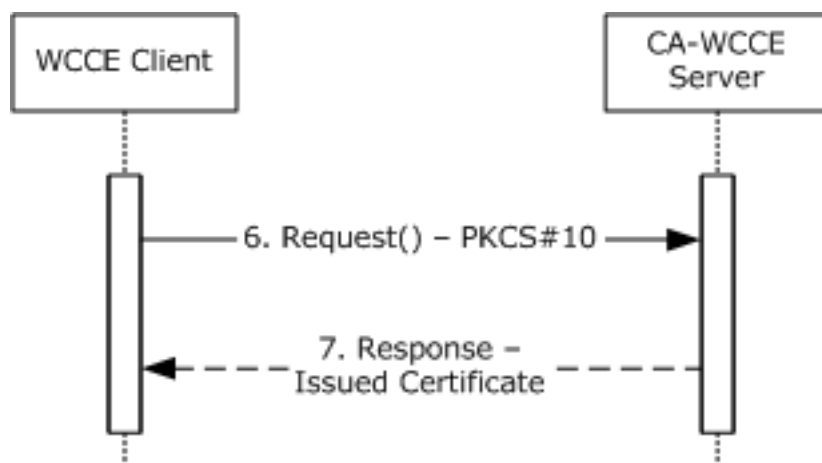 WCCE Client
CA-WCCE
Server
6. Request() – PKCS#10
7. Response –
Issued Certificate